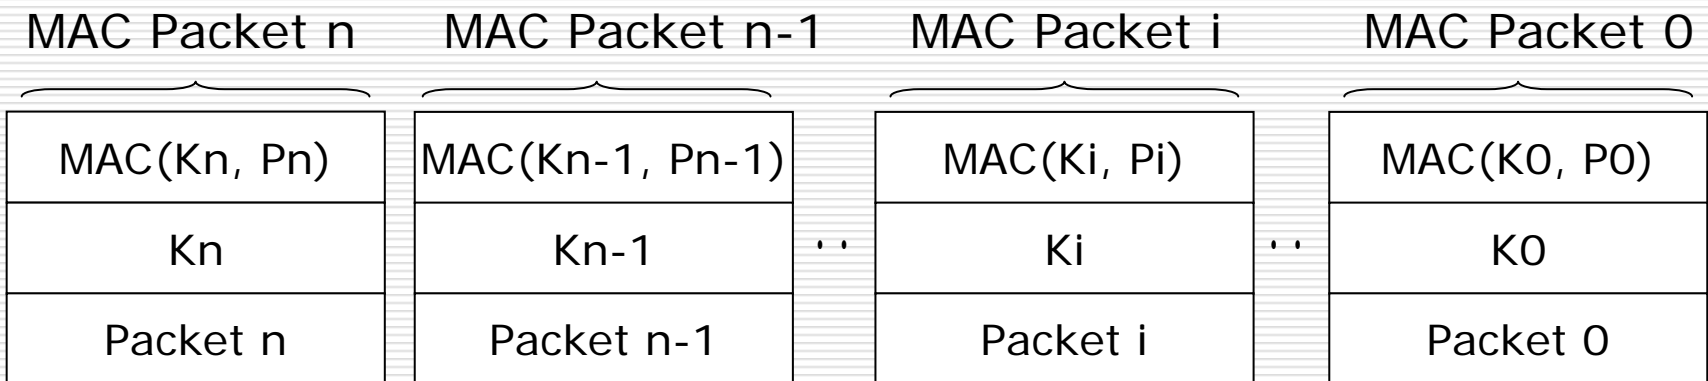 MAC Packet n MAC Packet n-1 MAC Packet i MAC Packet 0
MAC(Kn, Pn) MAC(Kn-1, Pn-1) MAC(Ki, Pi) MAC(K0, P0)
Kn Kn-1 .. Ki .. K0
Packet n Packet n-1 Packet i Packet 0